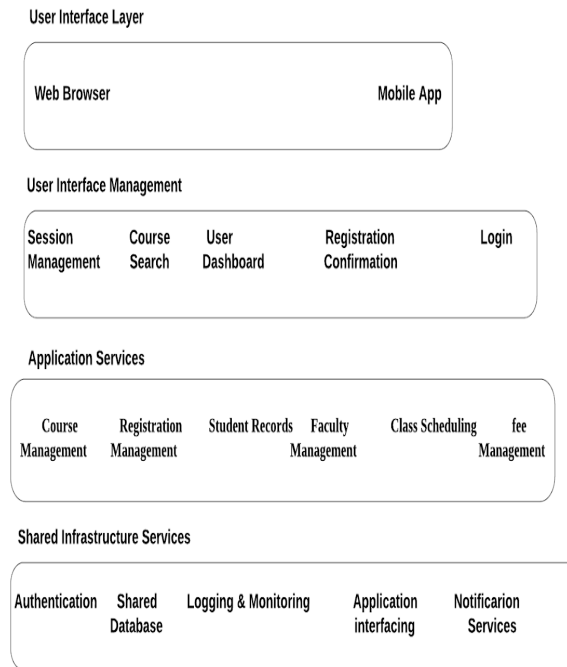 User Interface Layer
Web Browser Mobile App
User Interface Management
Session Course User Registration Login
Management Search Dashboard Confirmation
Application Services
Course Registration Student Records Faculty Class Scheduling fee
Management Management Management Management
Shared Infrastructure Services
Authentication Shared Logging & Monitoring Application Notificarion
Database interfacing Services